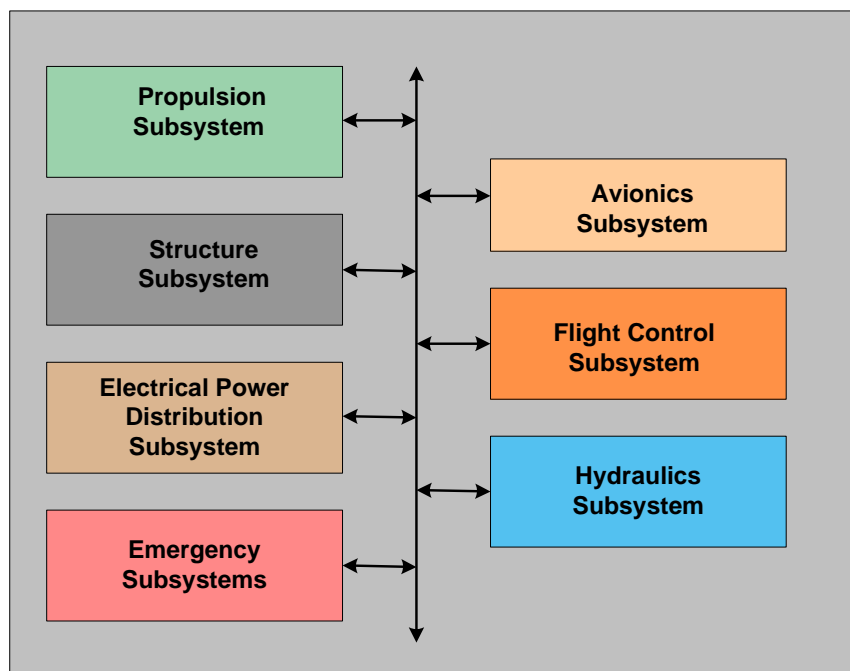 Propulsion
Subsystem
Avionics
Subsystem
Structure
Subsystem
Flight Control
Subsystem
Electrical Power
Distribution
Subsystem
Hydraulics
Subsystem
Emergency
Subsystems